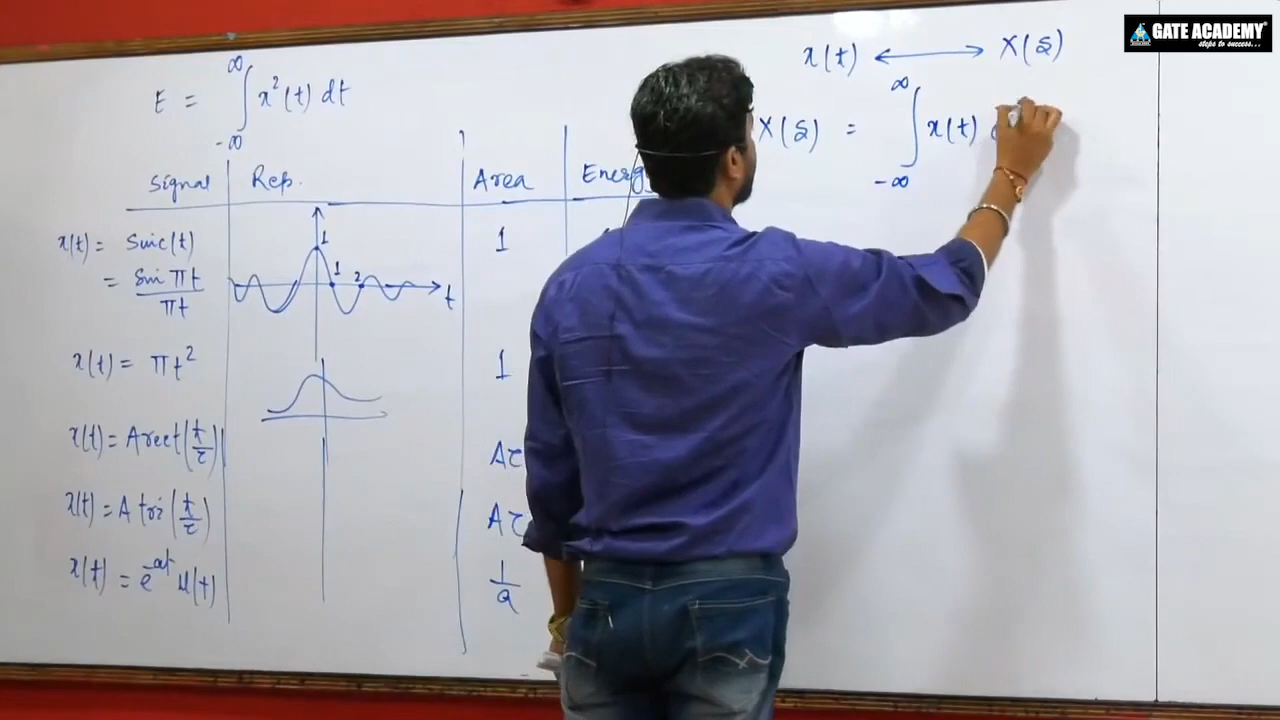 GATE ACADEMY
steps to success...
E = ∫_{-∞}^{∞} x²(t) dt
x(t) ⟷ X(s)
X(s) = ∫_{-∞}^{∞} x(t)
Signal Rep. Area Energ
x(t) = Sinc(t) 1
= Sin πt / πt
1 1 2 t
x(t) = πt² 1
x(t) = A rect(t/τ) Aτ
x(t) = A tri(t/τ) Aτ
x(t) = e^{-at} u(t) 1/a